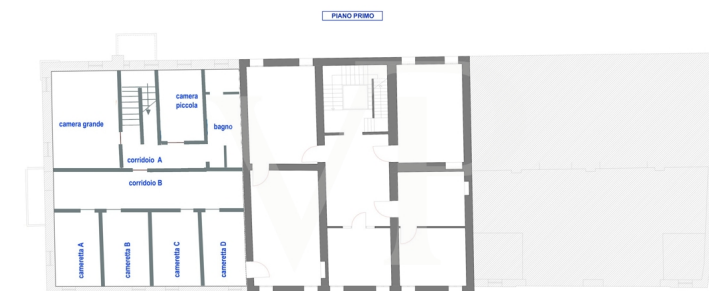 PIANO PRIMO
camera
piccola
camera grande
bagno
corridoio A
corridoio B
cameretta A
cameretta B
cameretta C
cameretta D